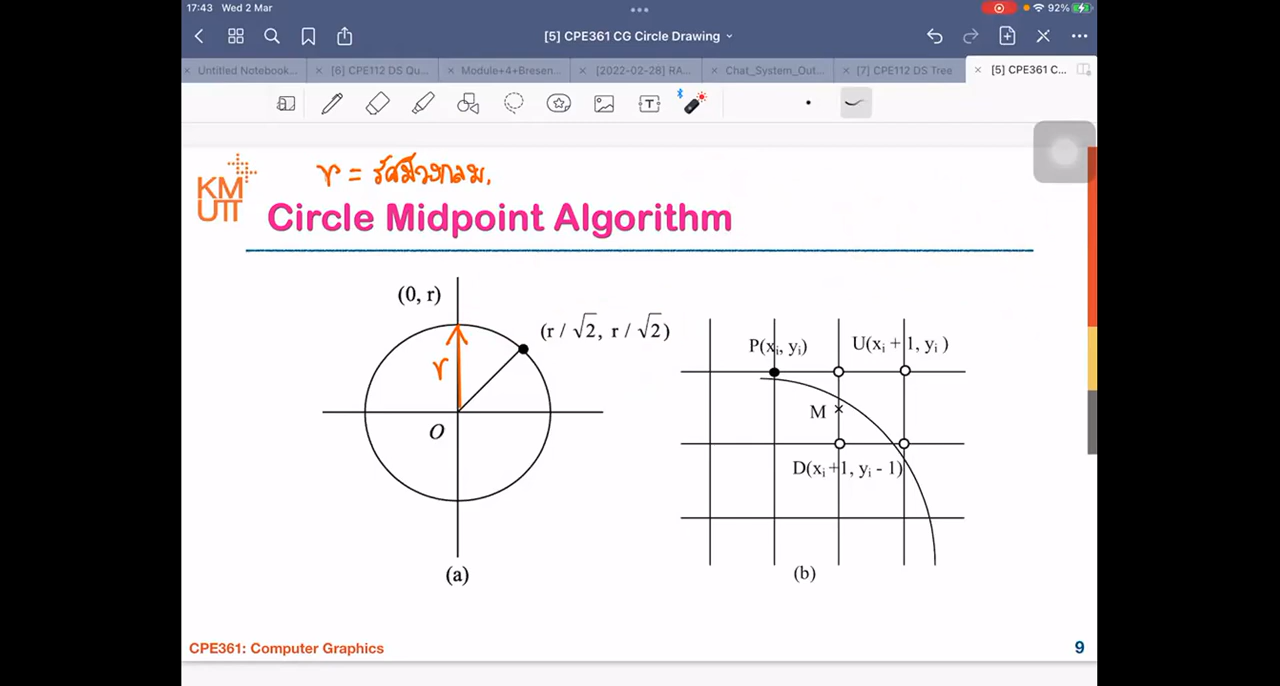 17:43 Wed 2 Mar
92%
[5] CPE361 CG Circle Drawing
Untitled Notebook...
[6] CPE112 DS Qu...
Module+4+Bresen...
[2022-02-28] RA...
Chat_System_Out...
[7] CPE112 DS Tree
[5] CPE361 C...
T
r = รัศมีวงกลม.
KM
UTT
Circle Midpoint Algorithm
(0, r)
(r / √2, r / √2)
r
O
(a)
P(xᵢ, yᵢ)
U(xᵢ + 1, yᵢ )
M
D(xᵢ +1, yᵢ - 1)
(b)
CPE361: Computer Graphics
9